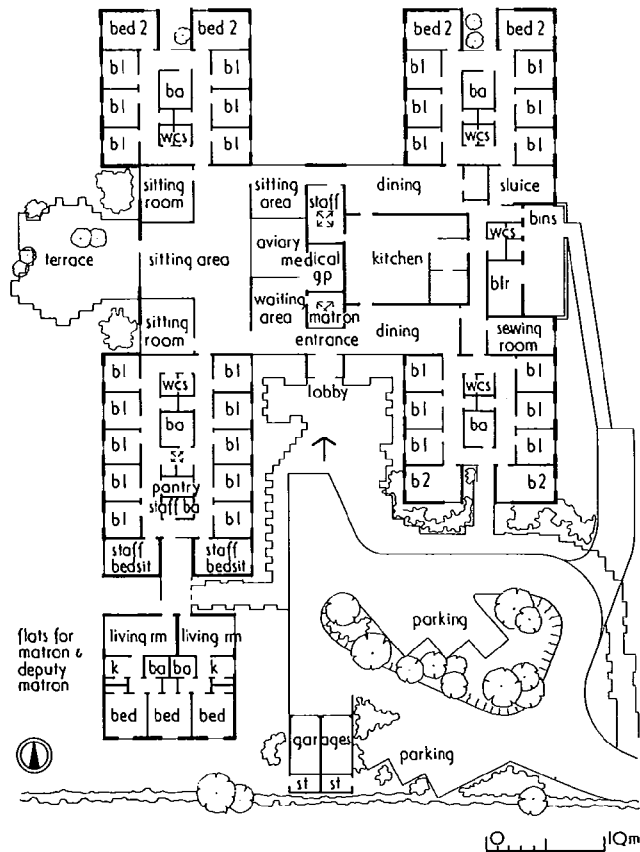 bed 2 bed 2 bed 2 bed 2
b1 b1 b1 b1
ba ba
b1 b1 b1 b1
wcs wcs
b1 b1 b1 b1
sitting room
sitting area
staff
dining
sluice
terrace
sitting area
aviary
medical gp
kitchen
wcs
bins
blr
waiting area
matron
sitting room
entrance
dining
sewing room
lobby
b1 b1 b1 b1
wcs wcs
b1 b1 b1 b1
ba ba
b1 b1 b1 b1
b1 b1 b2 b2
pantry
staff ba
b1 b1
staff bedsit
staff bedsit
flats for
matron &
deputy
matron
living rm living rm
k ba ba k
bed bed bed
parking
garages
st st
parking
0 10m